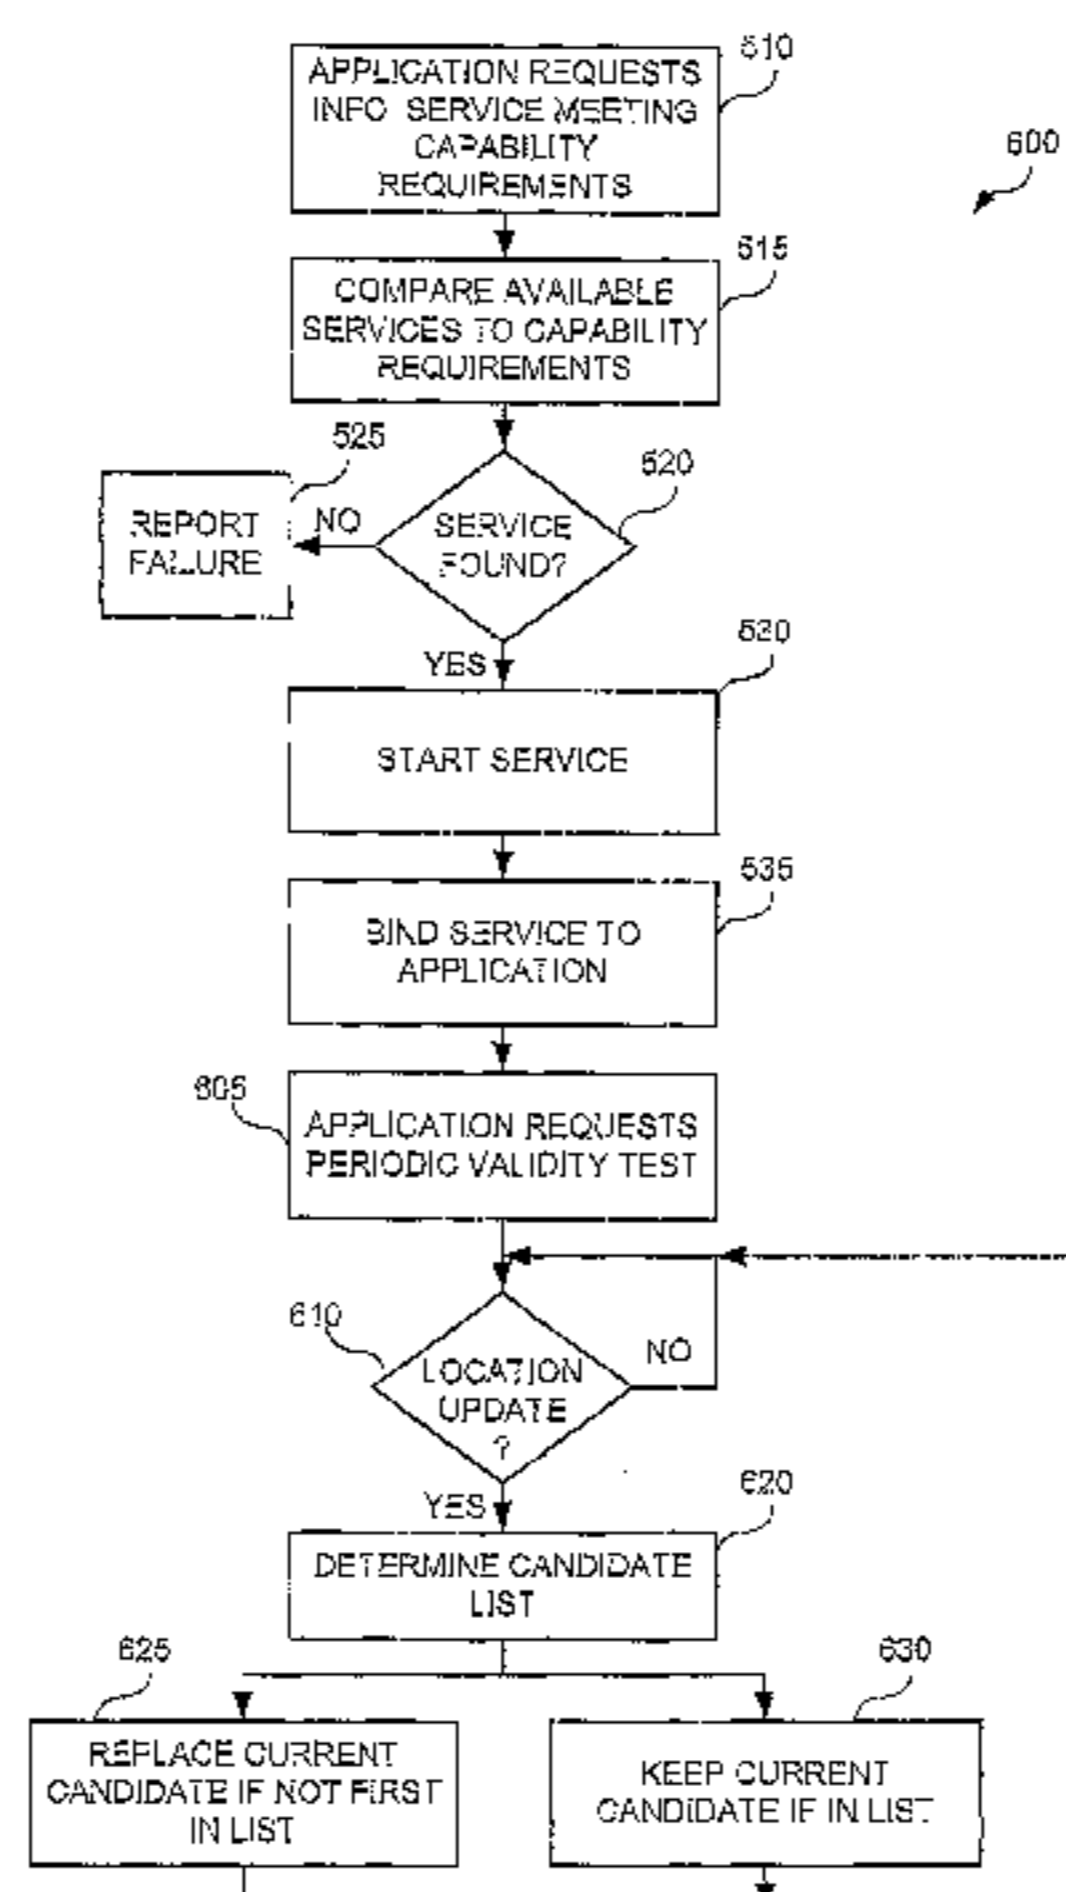 510
APPLICATION REQUESTS
INFO SERVICE MEETING
CAPABILITY
REQUIREMENTS
600
515
COMPARE AVAILABLE
SERVICES TO CAPABILITY
REQUIREMENTS
525
520
REPORT
FAILURE
NO
SERVICE
FOUND?
YES
530
START SERVICE
535
BIND SERVICE TO
APPLICATION
605
APPLICATION REQUESTS
PERIODIC VALIDITY TEST
610
LOCATION
UPDATE
?
NO
YES
620
DETERMINE CANDIDATE
LIST
625
630
REPLACE CURRENT
CANDIDATE IF NOT FIRST
IN LIST
KEEP CURRENT
CANDIDATE IF IN LIST